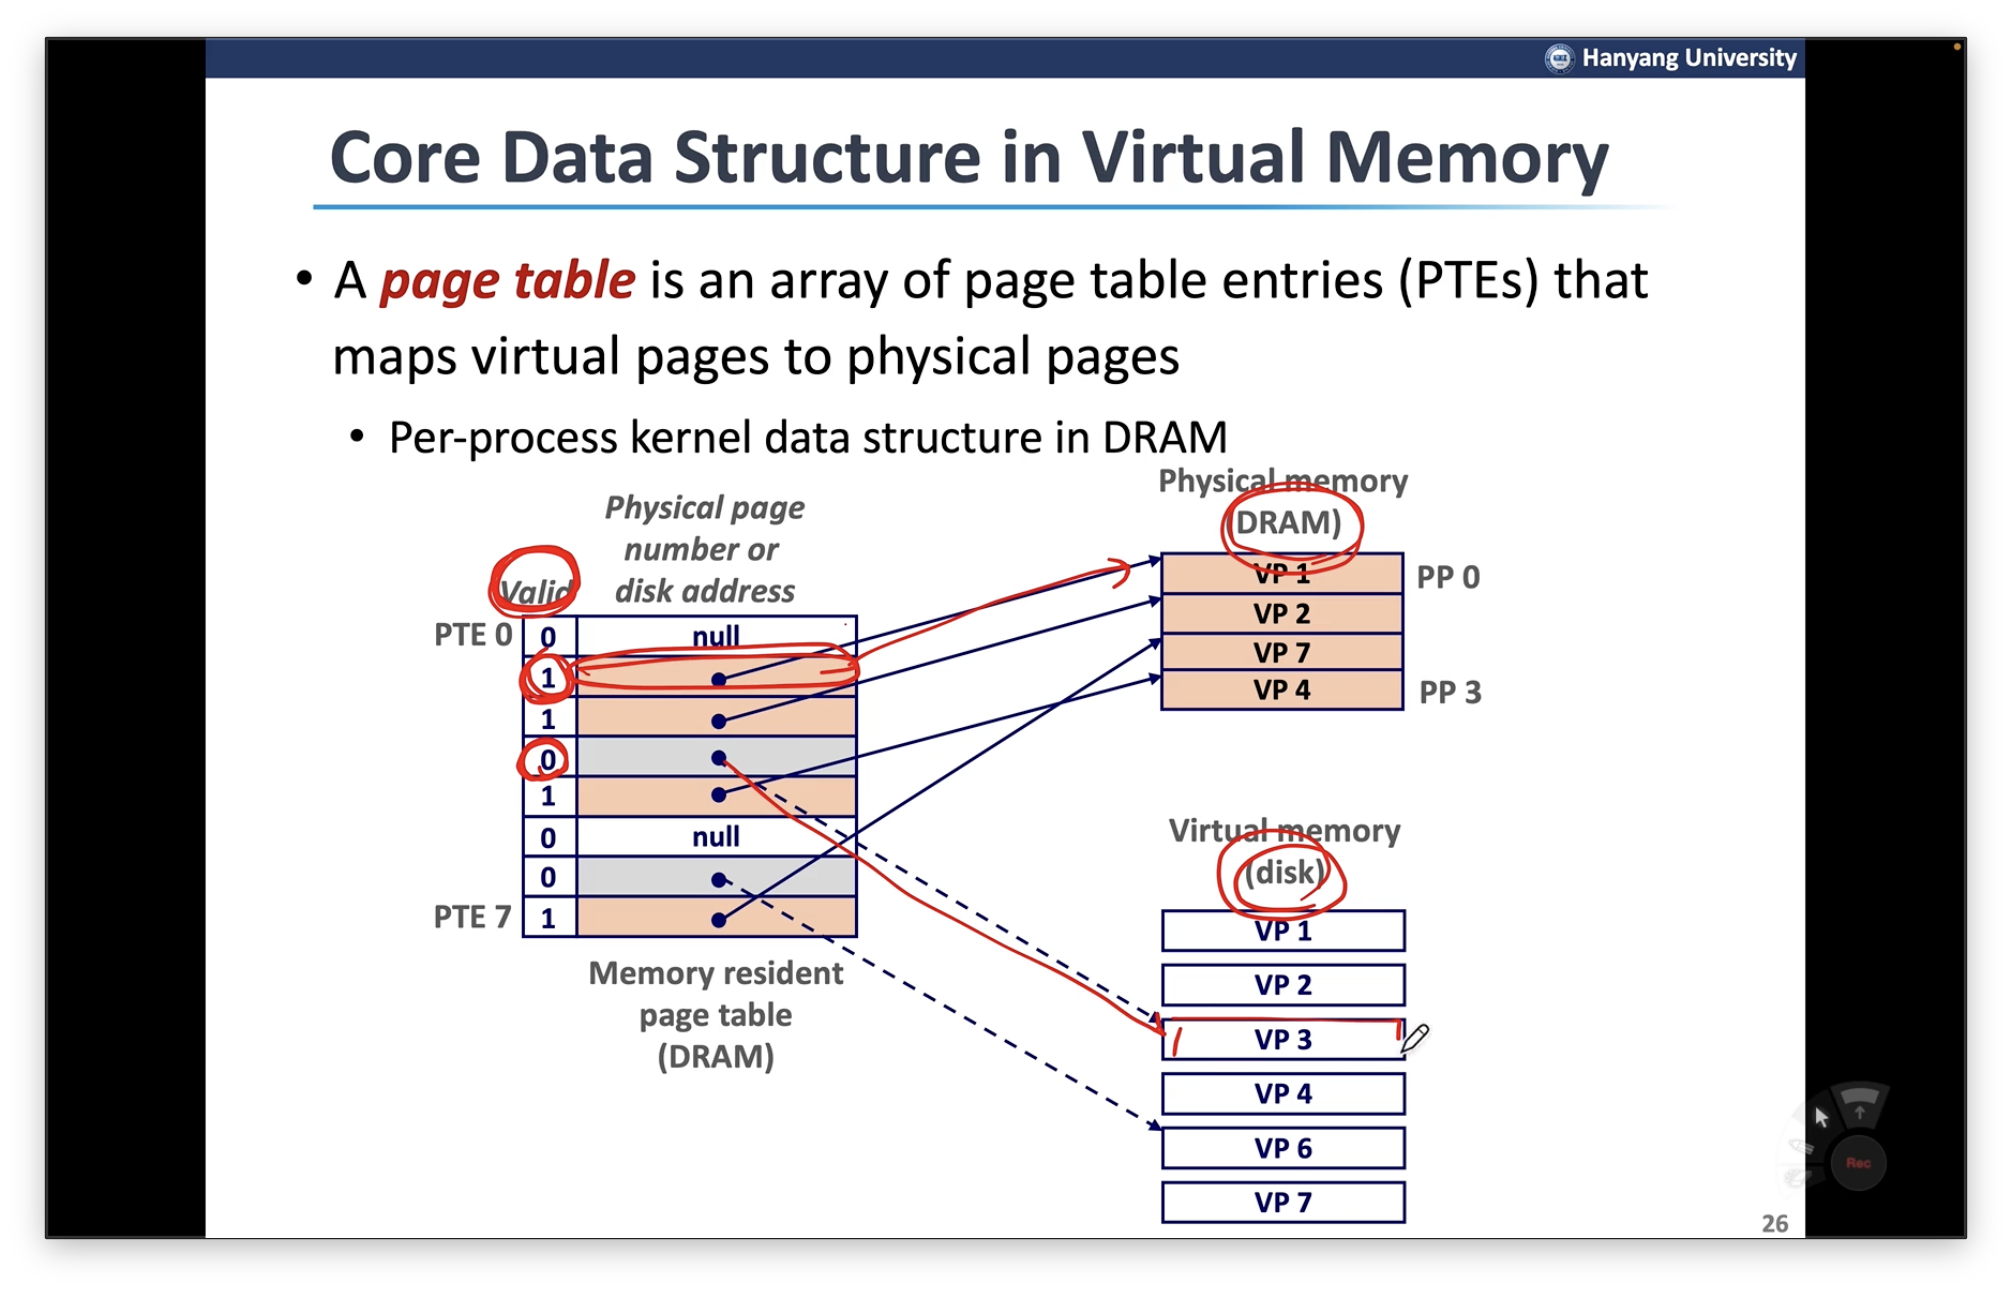 Hanyang University
Core Data Structure in Virtual Memory
• A page table is an array of page table entries (PTEs) that
maps virtual pages to physical pages
• Per-process kernel data structure in DRAM
Physical page
number or
disk address
Valid
PTE 0
0
null
1
1
0
1
0
null
0
PTE 7
1
Memory resident
page table
(DRAM)
Physical memory
(DRAM)
VP 1
PP 0
VP 2
VP 7
VP 4
PP 3
Virtual memory
(disk)
VP 1
VP 2
VP 3
VP 4
VP 6
VP 7
Rec
26